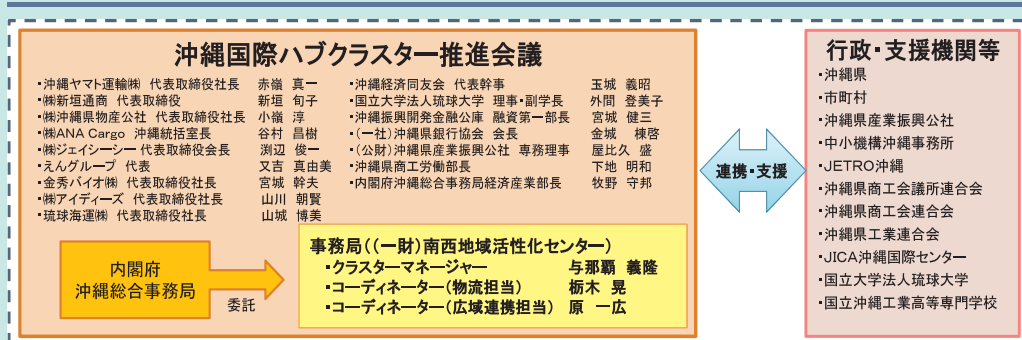 沖縄国際ハブクラスター推進会議
・沖縄ヤマト運輸㈱ 代表取締役社長 赤嶺 真一
・㈱新垣通商 代表取締役 新垣 旬子
・㈱沖縄県物産公社 代表取締役社長 小嶺 淳
・㈱ANA Cargo 沖縄統括室長 谷村 昌樹
・㈱ジェイシーシー 代表取締役会長 渕辺 俊一
・えんグループ 代表 又吉 真由美
・金秀バイオ㈱ 代表取締役社長 宮城 幹夫
・㈱アイディーズ 代表取締役社長 山川 朝賢
・琉球海運㈱ 代表取締役社長 山城 博美
・沖縄経済同友会 代表幹事 玉城 義昭
・国立大学法人琉球大学 理事・副学長 外間 登美子
・沖縄振興開発金融公庫 融資第一部長 宮城 健三
・(一社)沖縄県銀行協会 会長 金城 棟啓
・(公財)沖縄県産業振興公社 専務理事 屋比久 盛
・沖縄県商工労働部長 下地 明和
・内閣府沖縄総合事務局経済産業部長 牧野 守邦
内閣府
沖縄総合事務局
委託
事務局((一財)南西地域活性化センター)
・クラスターマネージャー 与那覇 義隆
・コーディネーター(物流担当) 栃木 晃
・コーディネーター(広域連携担当) 原 一広
連携・支援
行政・支援機関等
・沖縄県
・市町村
・沖縄県産業振興公社
・中小機構沖縄事務所
・JETRO沖縄
・沖縄県商工会議所連合会
・沖縄県商工会連合会
・沖縄県工業連合会
・JICA沖縄国際センター
・国立大学法人琉球大学
・国立沖縄工業高等専門学校